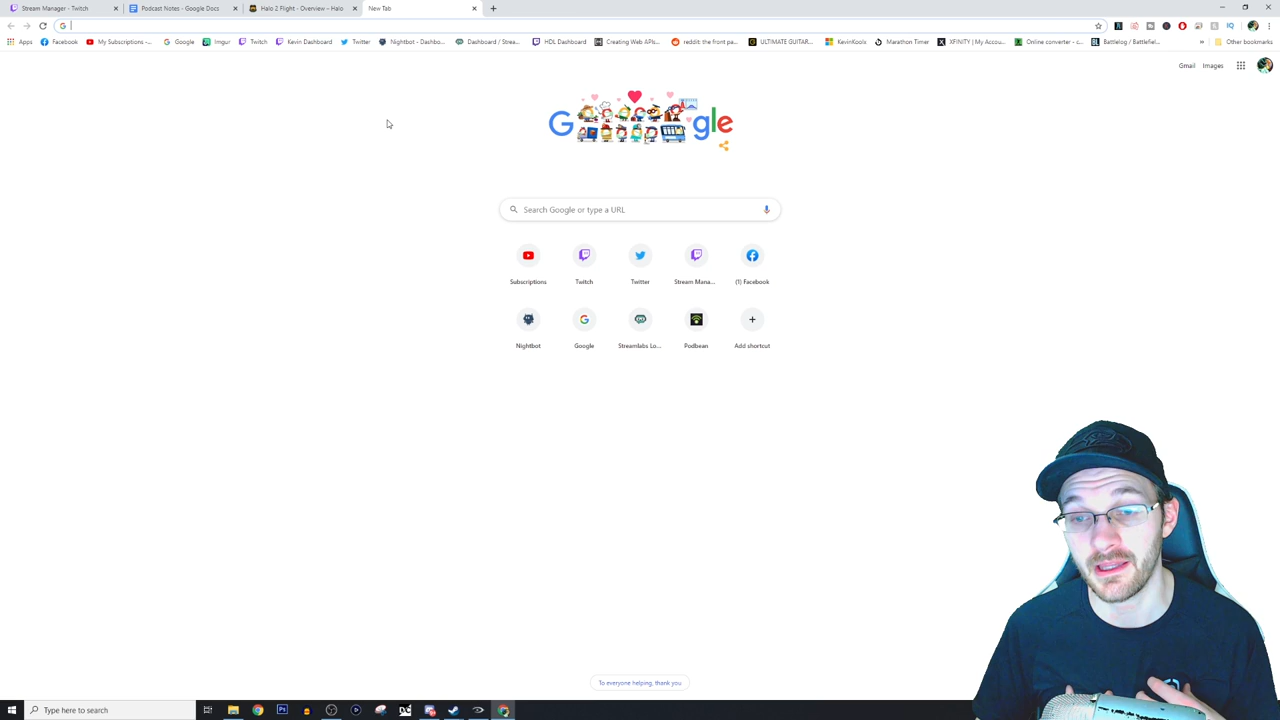 Stream Manager - Twitch
Podcast Notes - Google Docs
Halo 2 Flight - Overview – Halo
New Tab
Apps
Facebook
My Subscriptions -...
Google
Imgur
Twitch
Kevin Dashboard
Twitter
Nightbot - Dashbo...
Dashboard / Strea...
HDL Dashboard
Creating Web APIs...
reddit: the front pa...
ULTIMATE GUITAR...
KevinKools
Marathon Timer
XFINITY | My Accou...
Online converter - c...
Battlelog / Battlefiel...
»
Other bookmarks
Gmail
Images
G gle
Search Google or type a URL
Subscriptions
Twitch
Twitter
Stream Mana...
(1) Facebook
Nightbot
Google
Streamlabs Lo...
Podbean
Add shortcut
To everyone helping, thank you
Type here to search